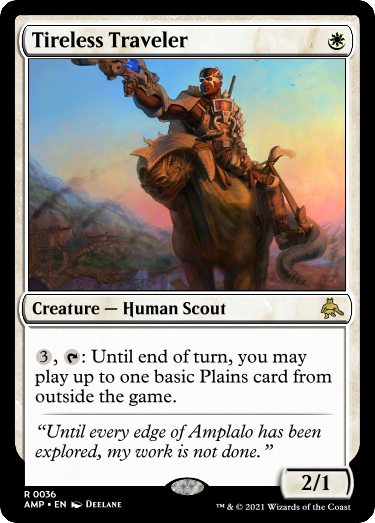 Tireless Traveler
Creature — Human Scout
3, T: Until end of turn, you may
play up to one basic Plains card from
outside the game.
“Until every edge of Amplalo has been
explored, my work is not done.”
2/1
R 0036
AMP • EN DEELANE
™ & © 2021 Wizards of the Coast